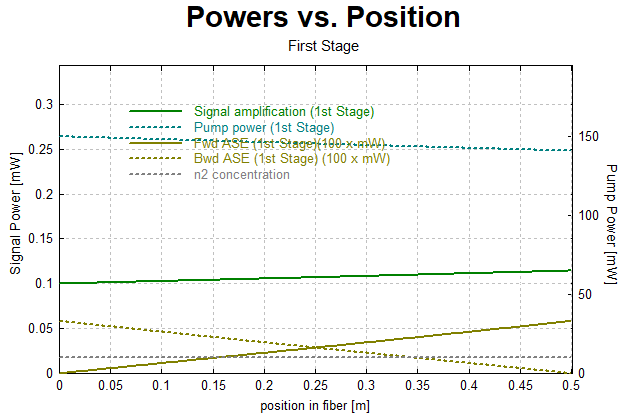 Powers vs. Position
First Stage
Signal amplification (1st Stage)
Pump power (1st Stage)
Fwd ASE (1st Stage)(100 x mW)
Bwd ASE (1st Stage) (100 x mW)
n2 concentration
Signal Power [mW]
0.3
0.25
0.2
0.15
0.1
0.05
0
Pump Power [mW]
150
100
50
0
0 0.05 0.1 0.15 0.2 0.25 0.3 0.35 0.4 0.45 0.5
position in fiber [m]